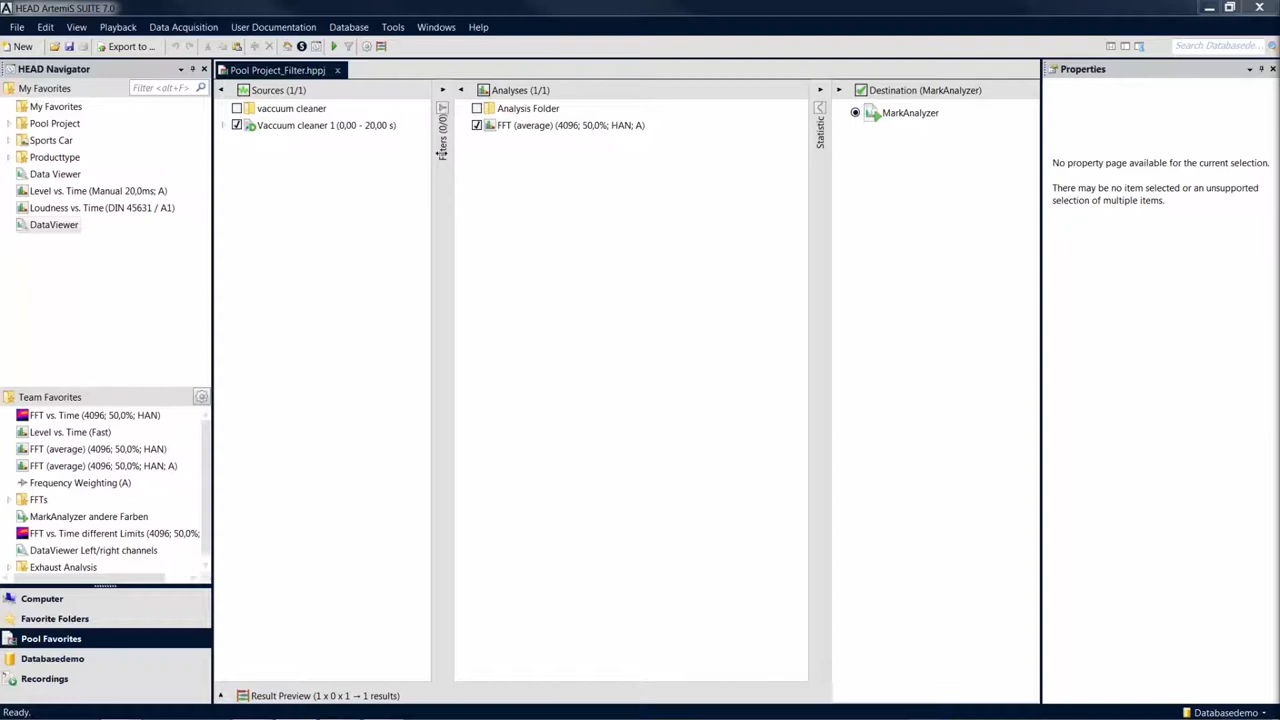 HEAD ArtemiS SUITE 7.0
File Edit View Playback Data Acquisition User Documentation Database Tools Windows Help
New Export to ... Search Databasede...
HEAD Navigator
My Favorites Filter <alt+F>
My Favorites
Pool Project
Sports Car
Producttype
Data Viewer
Level vs. Time (Manual 20,0ms; A)
Loudness vs. Time (DIN 45631 / A1)
DataViewer
Team Favorites
FFT vs. Time (4096; 50,0%; HAN)
Level vs. Time (Fast)
FFT (average) (4096; 50,0%; HAN)
FFT (average) (4096; 50,0%; HAN; A)
Frequency Weighting (A)
FFTs
MarkAnalyzer andere Farben
FFT vs. Time different Limits (4096; 50,0%;
DataViewer Left/right channels
Exhaust Analysis
Computer
Favorite Folders
Pool Favorites
Databasedemo
Recordings
Pool Project_Filter.hppj
Sources (1/1)
vaccuum cleaner
Vaccuum cleaner 1 (0,00 - 20,00 s)
Filters (0/0)
Analyses (1/1)
Analysis Folder
FFT (average) (4096; 50,0%; HAN; A)
Statistic
Destination (MarkAnalyzer)
MarkAnalyzer
Result Preview (1 x 0 x 1 → 1 results)
Properties
No property page available for the current selection.
There may be no item selected or an unsupported
selection of multiple items.
Ready.
Databasedemo